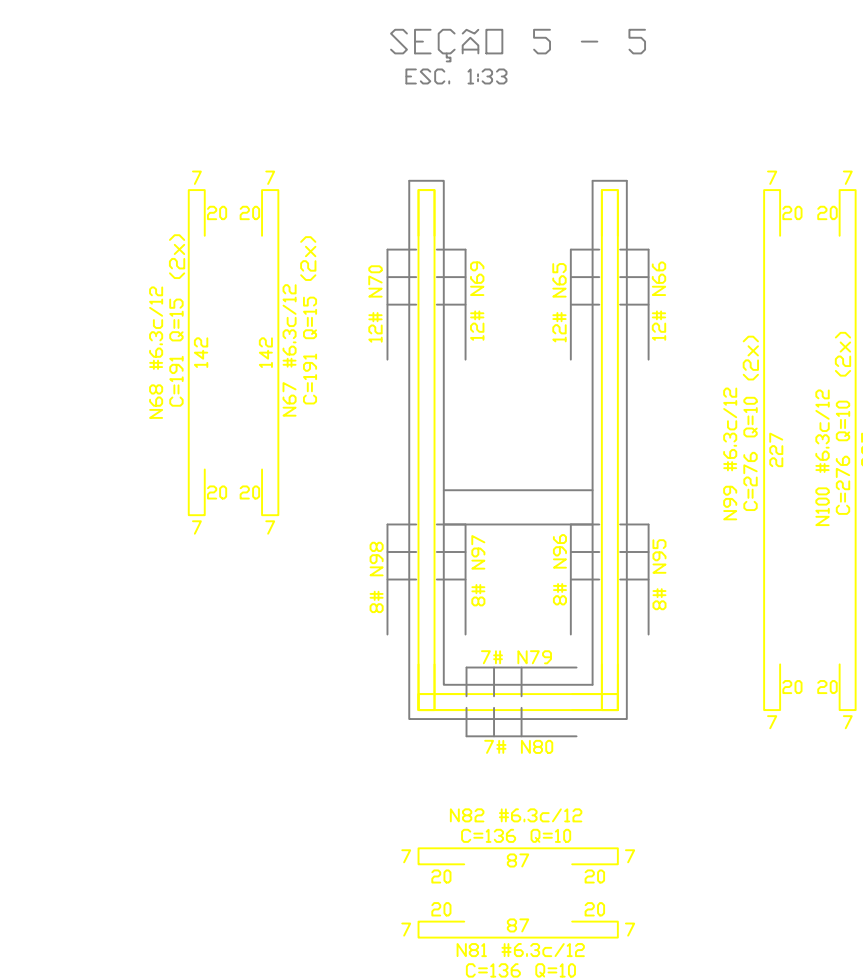 SEÇÃO 5 - 5
ESC. 1:33
7
7
20
20
N68 #6.3c/12
C=191 Q=15 (2x)
142
142
N67 #6.3c/12
C=191 Q=15 (2x)
20
20
7
7
12# N70
12# N69
12# N65
12# N66
8# N98
8# N97
8# N96
8# N95
7# N79
7# N80
7
7
20
20
N99 #6.3c/12
C=276 Q=10 (2x)
227
N100 #6.3c/12
C=276 Q=10 (2x)
20
20
7
7
N82 #6.3c/12
C=136 Q=10
7
87
7
20
20
20
20
7
87
7
N81 #6.3c/12
C=136 Q=10